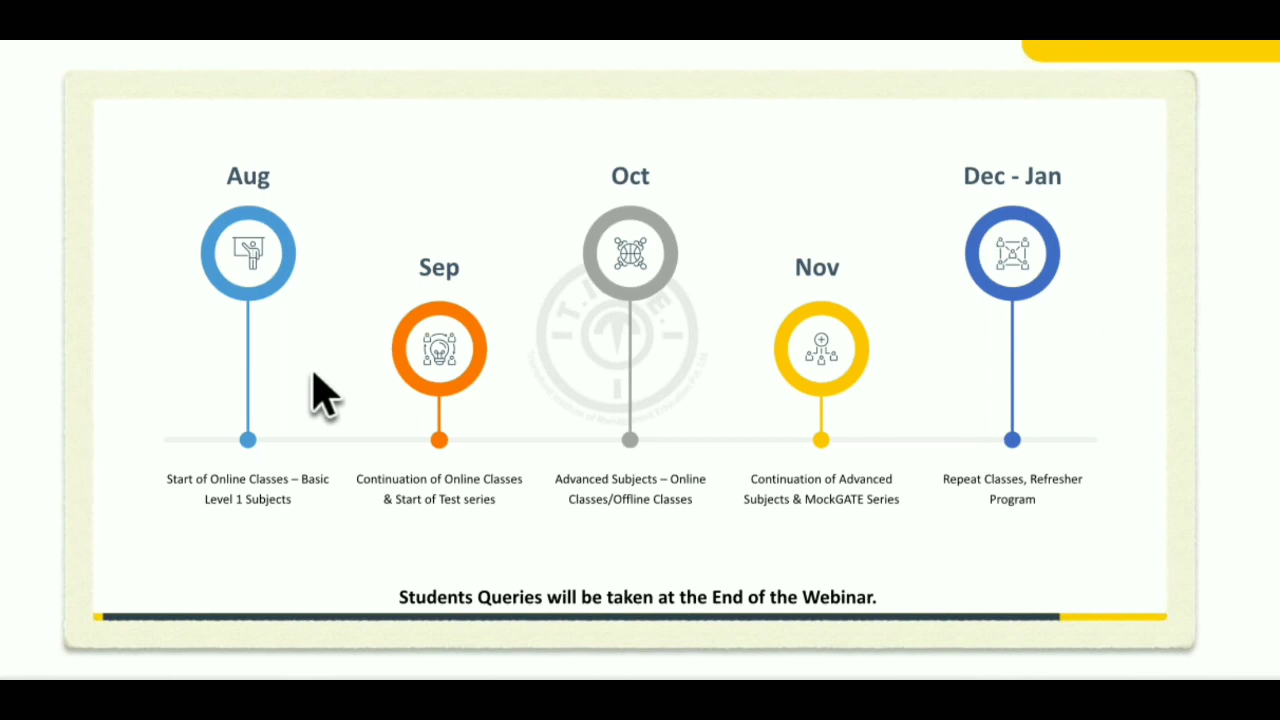 Aug
Oct
Dec - Jan
Sep
Nov
Start of Online Classes – Basic
Level 1 Subjects
Continuation of Online Classes
& Start of Test series
Advanced Subjects – Online
Classes/Offline Classes
Continuation of Advanced
Subjects & MockGATE Series
Repeat Classes, Refresher
Program
Students Queries will be taken at the End of the Webinar.